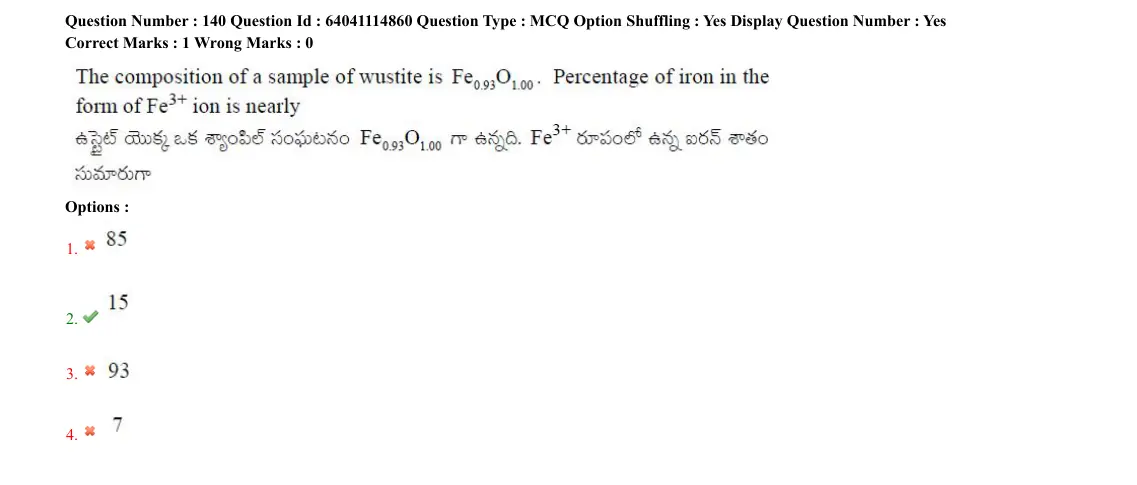 Question Number : 140 Question Id : 64041114860 Question Type : MCQ Option Shuffling : Yes Display Question Number : Yes
Correct Marks : 1 Wrong Marks : 0
The composition of a sample of wustite is Fe₀.₉₃O₁.₀₀. Percentage of iron in the
form of Fe³⁺ ion is nearly
ఉస్టైట్ యొక్క ఒక శ్యాంపిల్ సంఘటనం Fe₀.₉₃O₁.₀₀ గా ఉన్నది. Fe³⁺ రూపంలో ఉన్న ఐరన్ శాతం
సుమారుగా
Options :
1. 85
2. 15
3. 93
4. 7